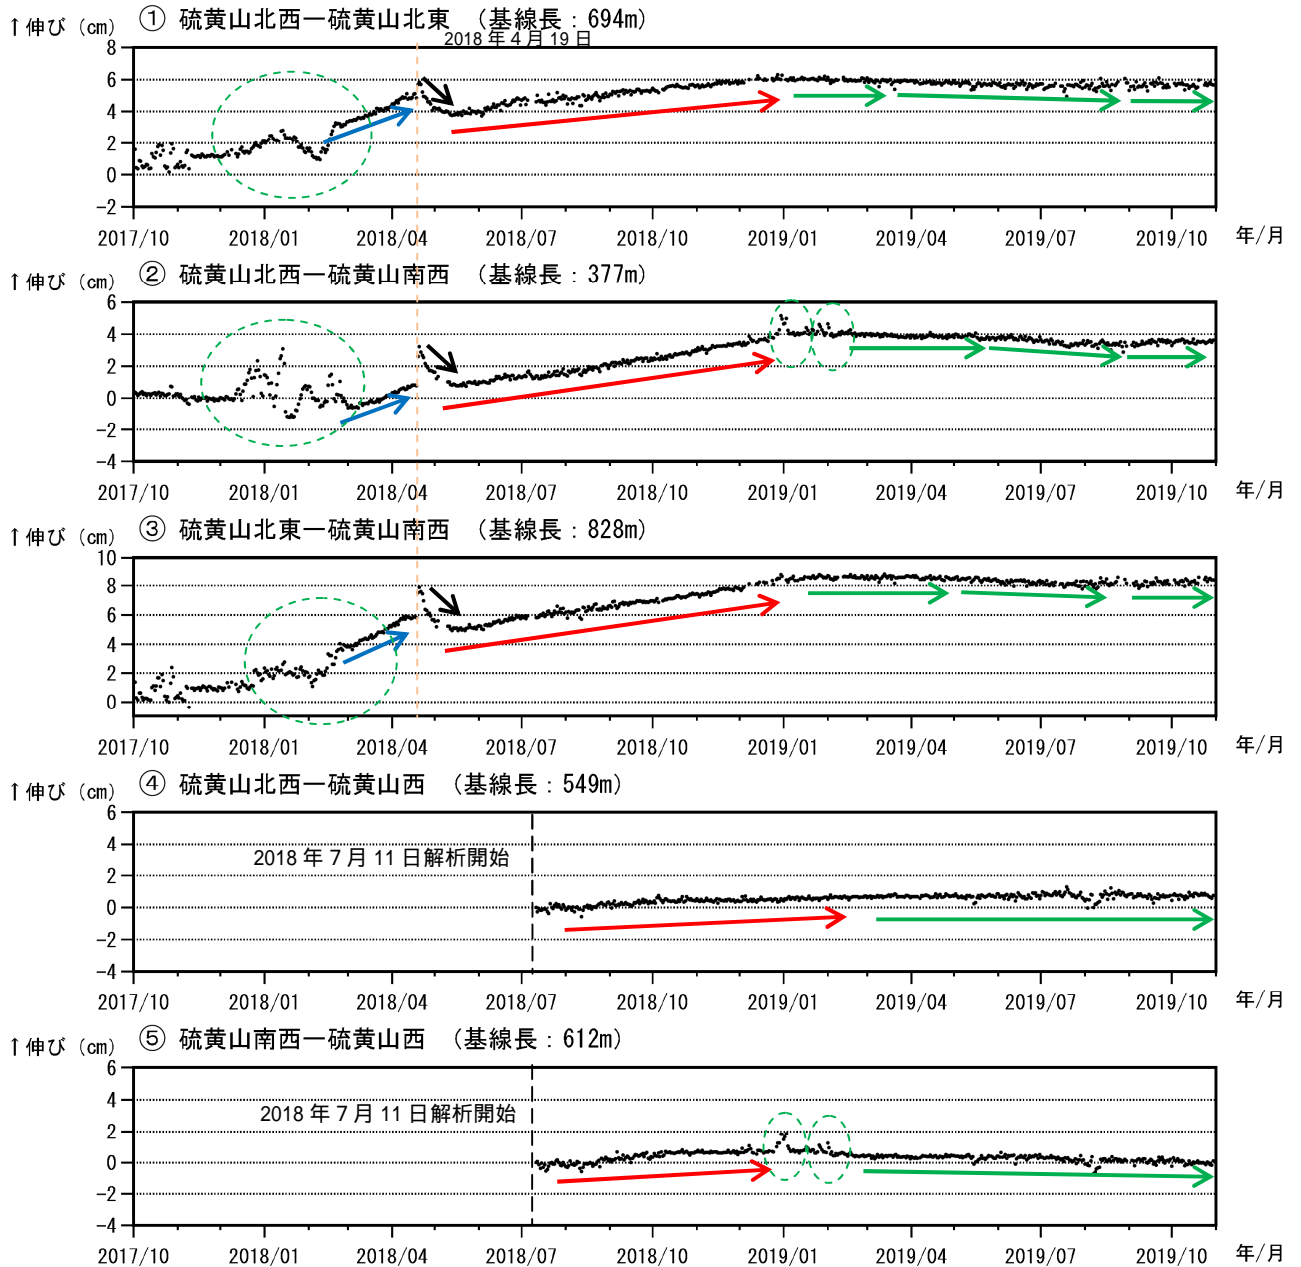 ↑伸び（cm） ① 硫黄山北西ー硫黄山北東 （基線長：694m）
2018 年 4 月 19 日
8
6
4
2
0
−2
2017/10 2018/01 2018/04 2018/07 2018/10 2019/01 2019/04 2019/07 2019/10 年/月
↑伸び（cm） ② 硫黄山北西ー硫黄山南西 （基線長：377m）
6
4
2
0
−2
−4
2017/10 2018/01 2018/04 2018/07 2018/10 2019/01 2019/04 2019/07 2019/10 年/月
↑伸び（cm） ③ 硫黄山北東ー硫黄山南西 （基線長：828m）
10
8
6
4
2
0
2017/10 2018/01 2018/04 2018/07 2018/10 2019/01 2019/04 2019/07 2019/10 年/月
↑伸び（cm） ④ 硫黄山北西ー硫黄山西 （基線長：549m）
6
4
2018 年 7 月 11 日解析開始
2
0
−2
−4
2017/10 2018/01 2018/04 2018/07 2018/10 2019/01 2019/04 2019/07 2019/10 年/月
↑伸び（cm） ⑤ 硫黄山南西ー硫黄山西 （基線長：612m）
6
4
2018 年 7 月 11 日解析開始
2
0
−2
−4
2017/10 2018/01 2018/04 2018/07 2018/10 2019/01 2019/04 2019/07 2019/10 年/月